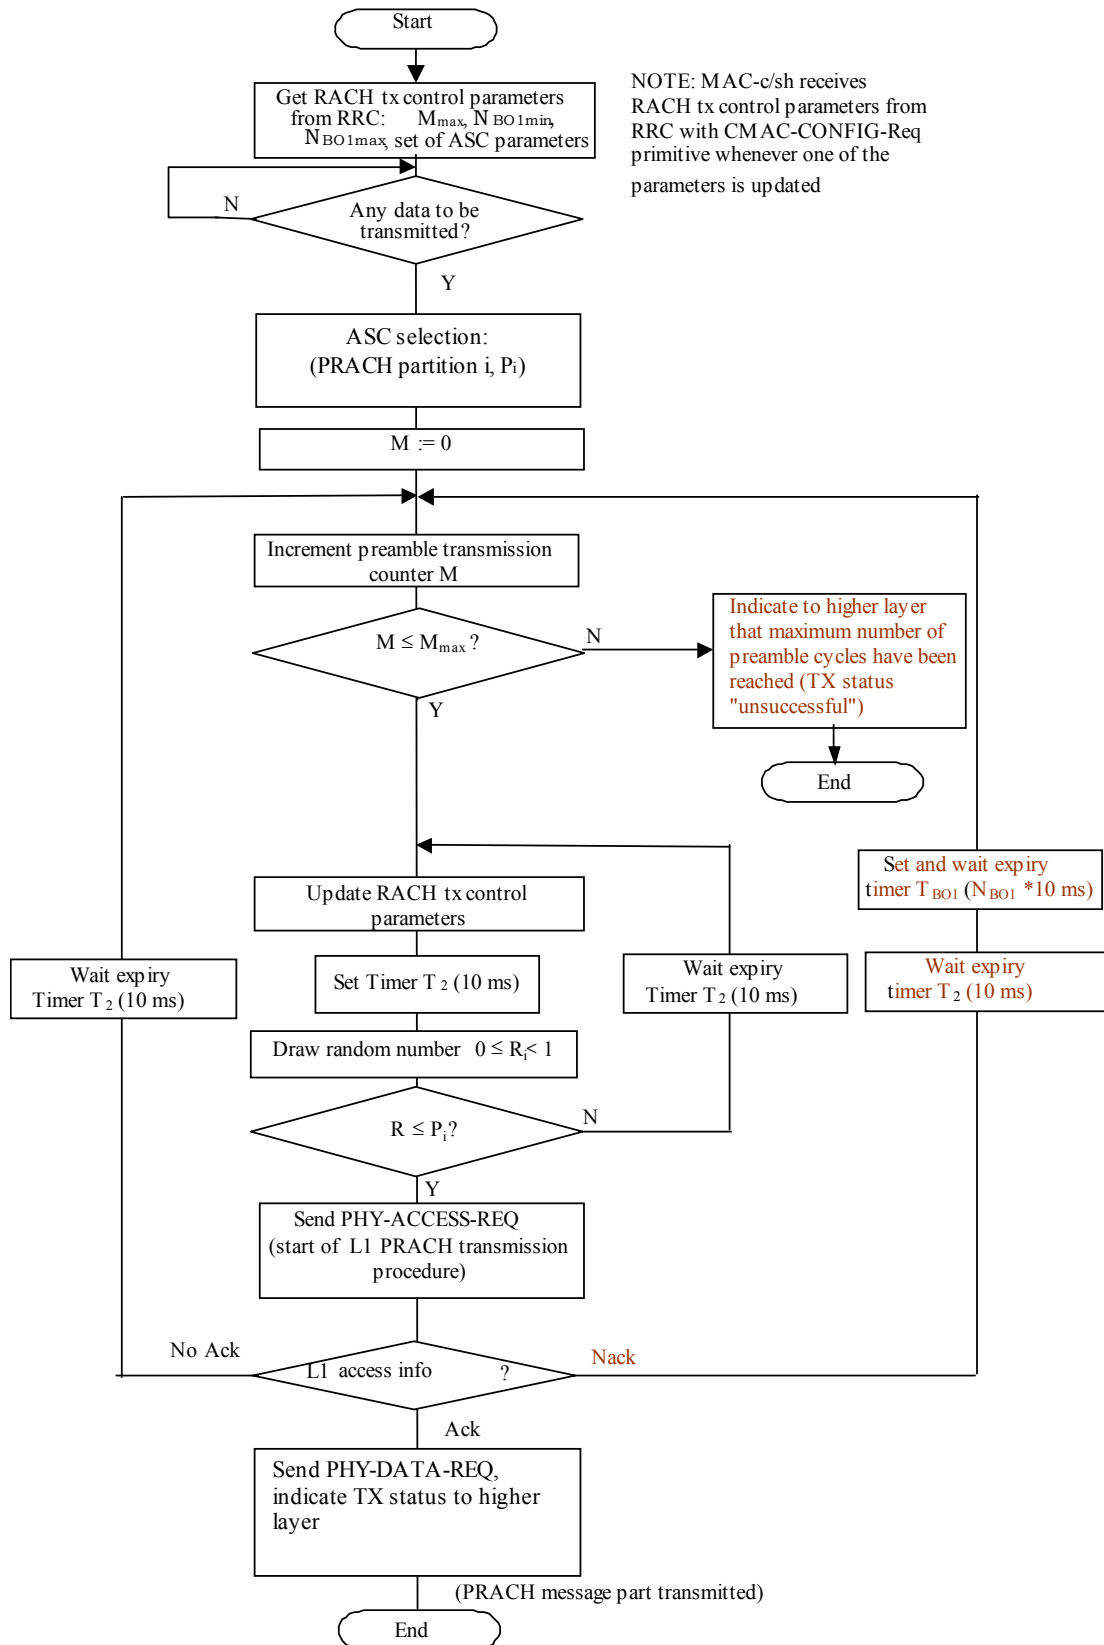 Start
Get RACH tx control parameters
from RRC: Mmax, NBO1min,
NBO1max, set of ASC parameters
NOTE: MAC-c/sh receives
RACH tx control parameters from
RRC with CMAC-CONFIG-Req
primitive whenever one of the
parameters is updated
N
Any data to be
transmitted?
Y
ASC selection:
(PRACH partition i, Pi)
M := 0
Increment preamble transmission
counter M
M ≤ Mmax?
N
Y
Indicate to higher layer
that maximum number of
preamble cycles have been
reached (TX status
"unsuccessful")
End
Update RACH tx control
parameters
Set and wait expiry
timer TBO1 (NBO1 *10 ms)
Wait expiry
Timer T2 (10 ms)
Set Timer T2 (10 ms)
Wait expiry
Timer T2 (10 ms)
Wait expiry
timer T2 (10 ms)
Draw random number 0 ≤ Ri< 1
R ≤ Pi?
N
Y
Send PHY-ACCESS-REQ
(start of L1 PRACH transmission
procedure)
No Ack
L1 access info ?
Nack
Ack
Send PHY-DATA-REQ,
indicate TX status to higher
layer
(PRACH message part transmitted)
End